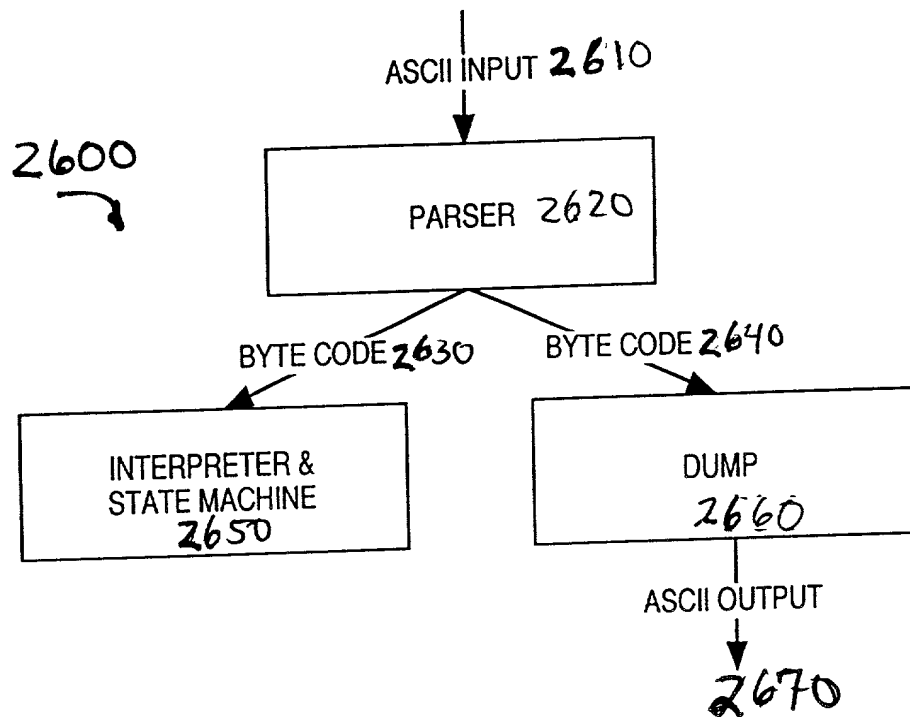 ASCII INPUT 2610
2600
PARSER 2620
BYTE CODE 2630
BYTE CODE 2640
INTERPRETER &
STATE MACHINE
2650
DUMP
2660
ASCII OUTPUT
2670